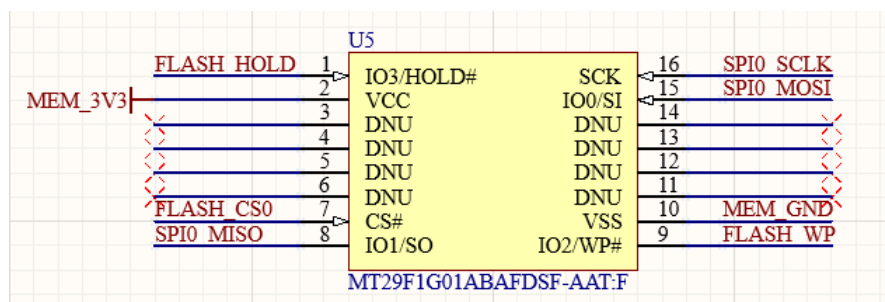 U5
FLASH_HOLD 1 IO3/HOLD# SCK 16 SPI0_SCLK
MEM_3V3 2 VCC IO0/SI 15 SPI0_MOSI
3 DNU DNU 14
4 DNU DNU 13
5 DNU DNU 12
6 DNU DNU 11
FLASH_CS0 7 CS# VSS 10 MEM_GND
SPI0_MISO 8 IO1/SO IO2/WP# 9 FLASH_WP
MT29F1G01ABAFDSF-AAT:F